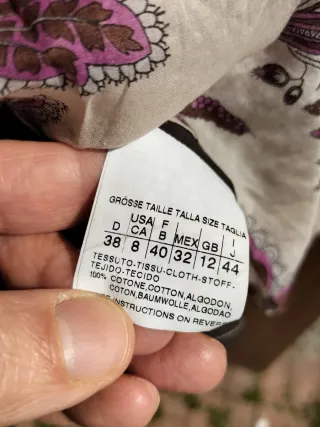 GRÖSSE TAILLE TALLA SIZE TAGLIA
USA F
D CA B MEX GB I J
38 8 40 32 12 44
TESSUTO-TISSU-CLOTH-STOFF-
TEJIDO-TECIDO
100% COTONE,COTTON,ALGODON,
COTON,BAUMWOLLE,ALGODAO
INSTRUCTIONS ON REVER